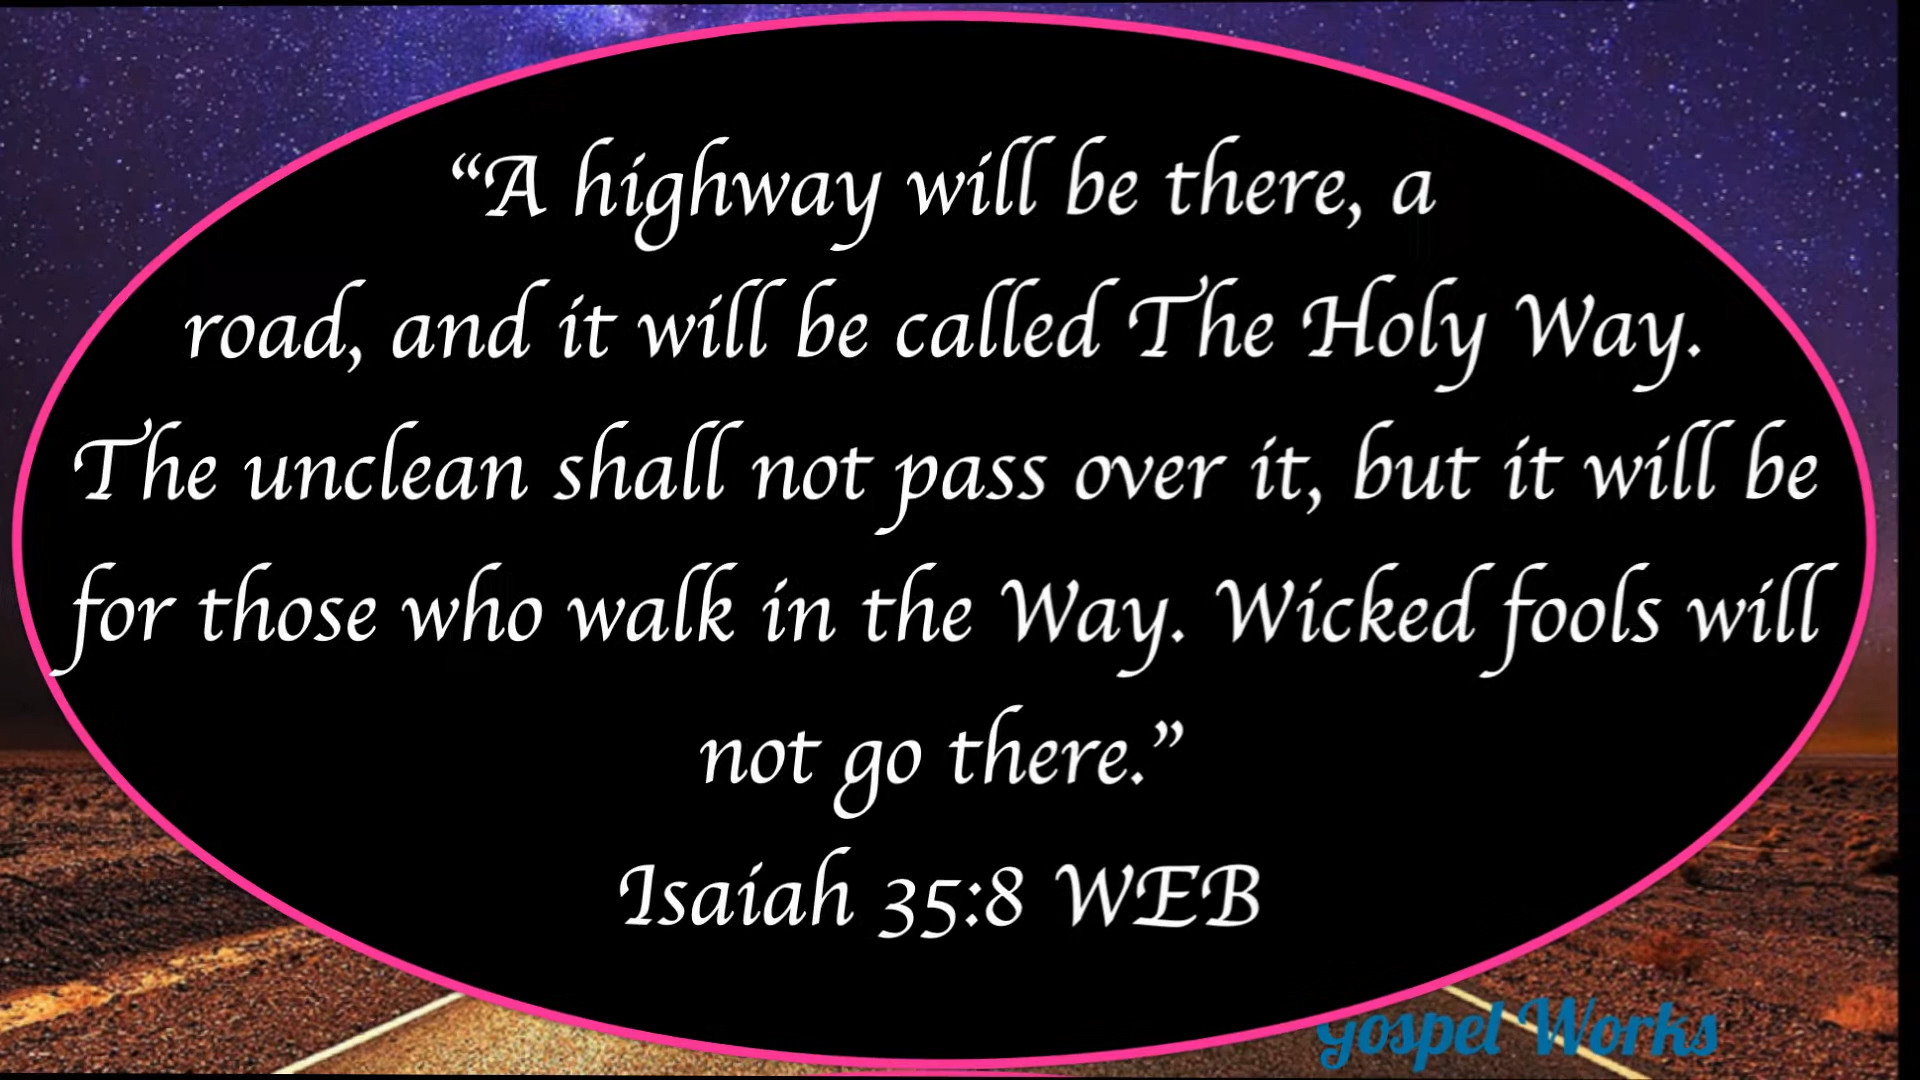 “A highway will be there, a
road, and it will be called The Holy Way.
The unclean shall not pass over it, but it will be
for those who walk in the Way. Wicked fools will
not go there.”
Isaiah 35:8 WEB
Gospel Works